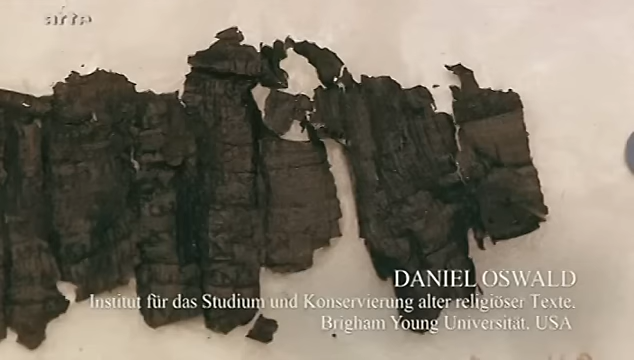 arte
DANIEL OSWALD
Institut für das Studium und Konservierung alter religiöser Texte.
Brigham Young Universität, USA